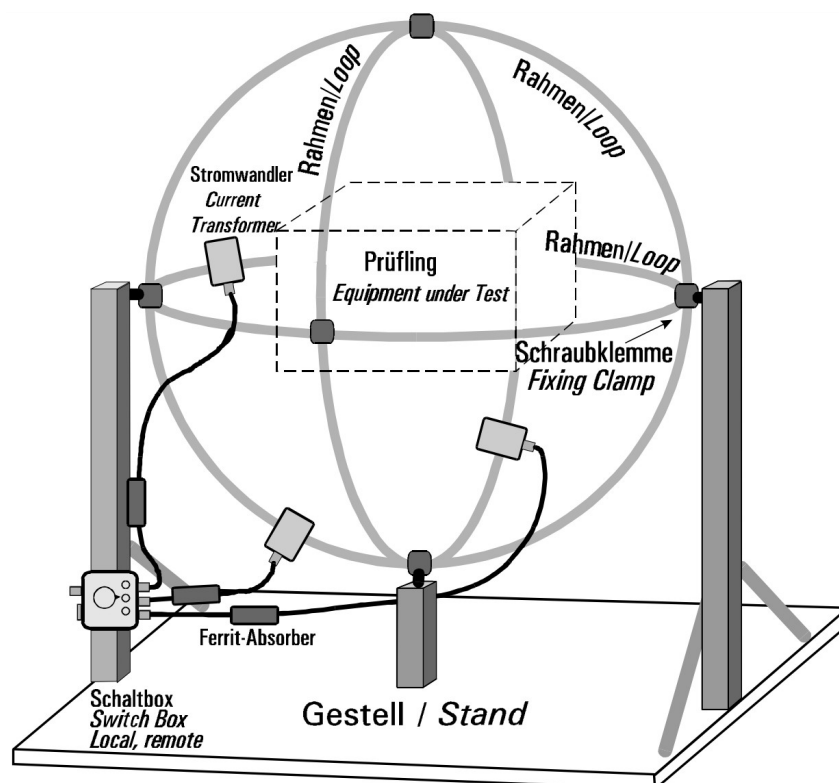 Rahmen/Loop
Rahmen/Loop
Stromwandler
Current
Transformer
Prüfling
Equipment under Test
Rahmen/Loop
Schraubklemme
Fixing Clamp
Ferrit-Absorber
Schaltbox
Switch Box
Local, remote
Gestell / Stand